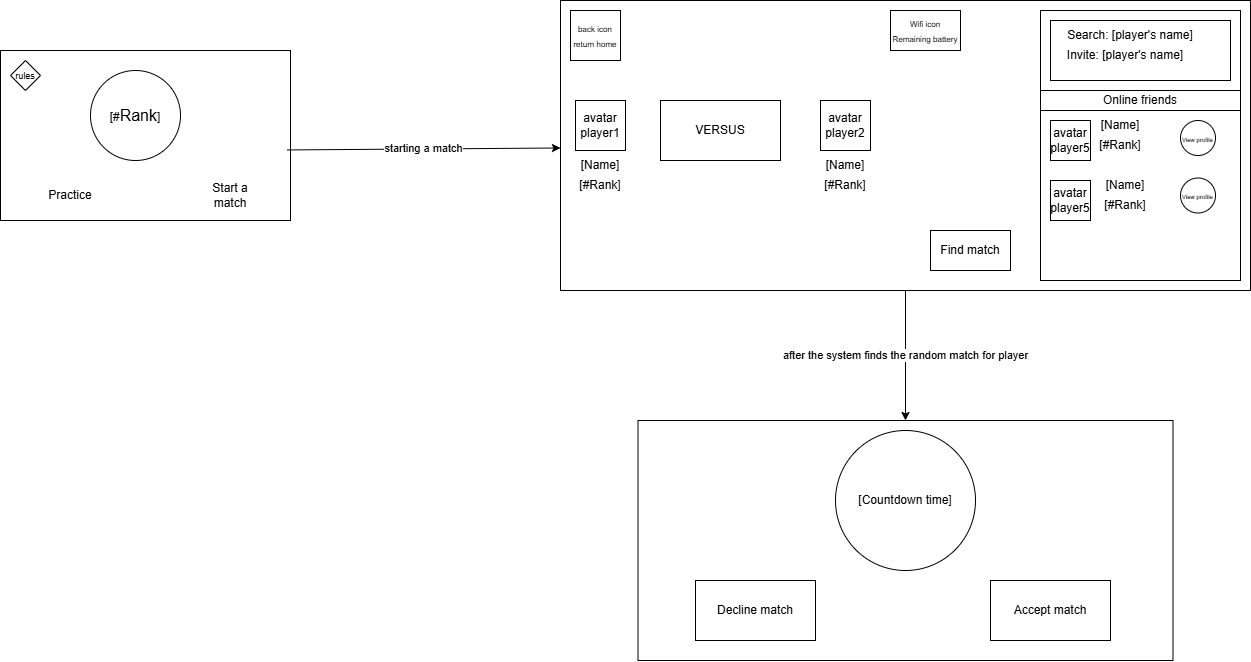 rules
[#Rank]
Practice
Start a
match
starting a match
back icon
return home
Wifi icon
Remaining battery
avatar
player1
[Name]
[#Rank]
VERSUS
avatar
player2
[Name]
[#Rank]
Find match
Search: [player's name]
Invite: [player's name]
Online friends
avatar
player5
[Name]
[#Rank]
View profile
avatar
player5
[Name]
[#Rank]
View profile
after the system finds the random match for player
[Countdown time]
Decline match
Accept match